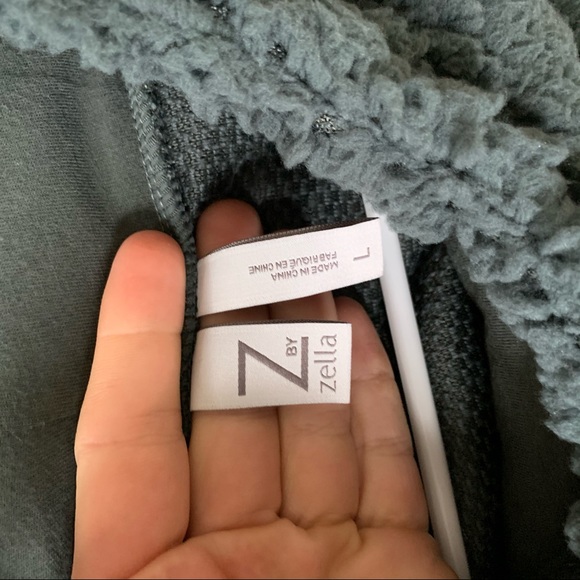 L
MADE IN CHINA
FABRIQUÉ EN CHINE
Z BY
zella